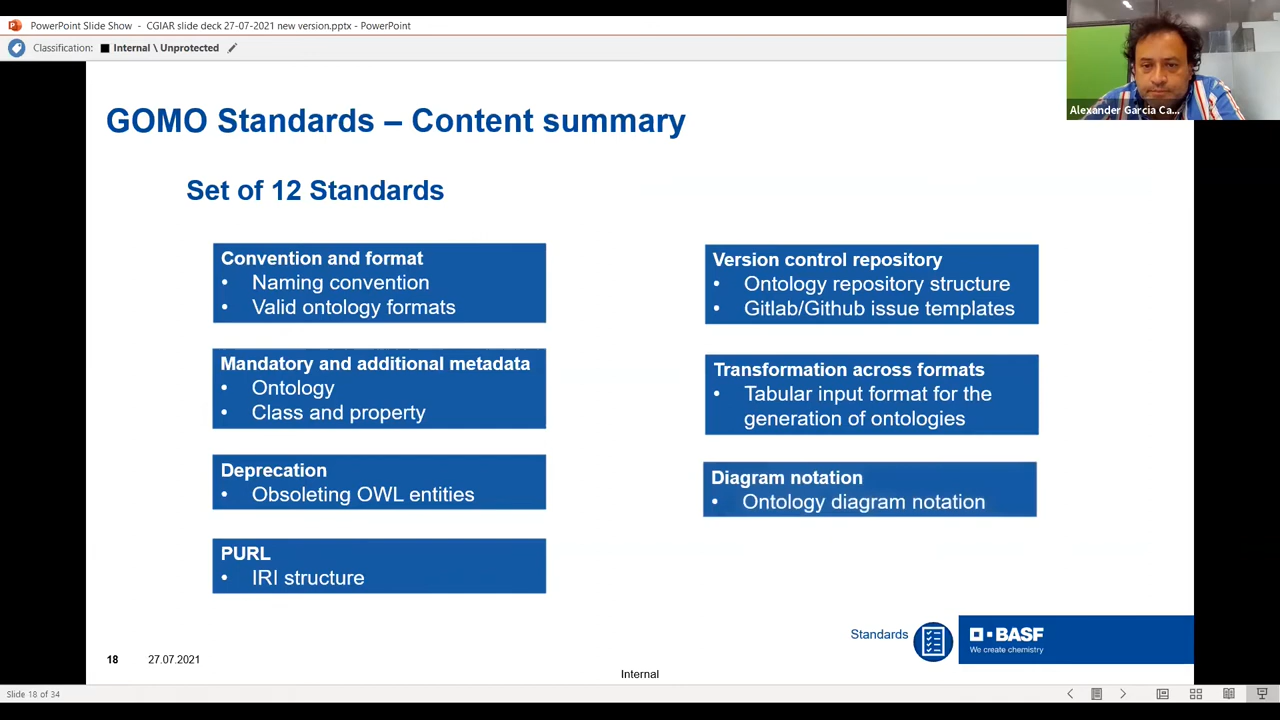 PowerPoint Slide Show - CGIAR slide deck 27-07-2021 new version.pptx - PowerPoint
Classification: Internal \ Unprotected
Alexander Garcia Ca...
GOMO Standards – Content summary
Set of 12 Standards
Convention and format
• Naming convention
• Valid ontology formats
Mandatory and additional metadata
• Ontology
• Class and property
Deprecation
• Obsoleting OWL entities
PURL
• IRI structure
Version control repository
• Ontology repository structure
• Gitlab/Github issue templates
Transformation across formats
• Tabular input format for the
generation of ontologies
Diagram notation
• Ontology diagram notation
Standards
BASF
We create chemistry
18 27.07.2021
Internal
Slide 18 of 34